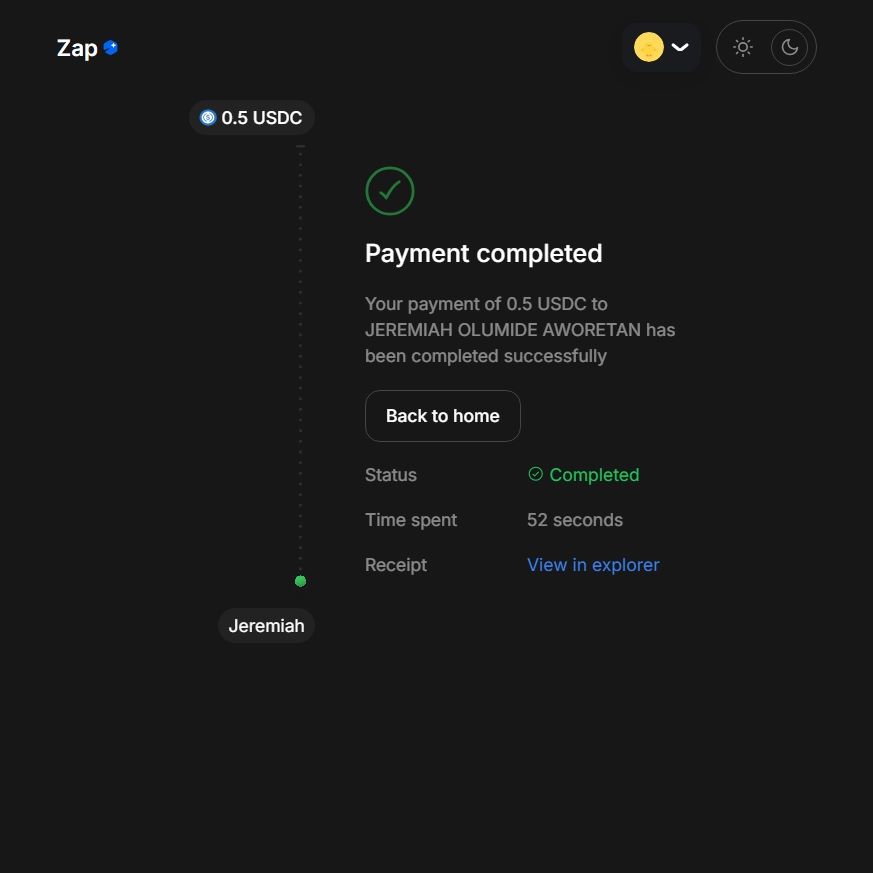 Zap
0.5 USDC
Payment completed
Your payment of 0.5 USDC to
JEREMIAH OLUMIDE AWORETAN has
been completed successfully
Back to home
Status Completed
Time spent 52 seconds
Receipt View in explorer
Jeremiah